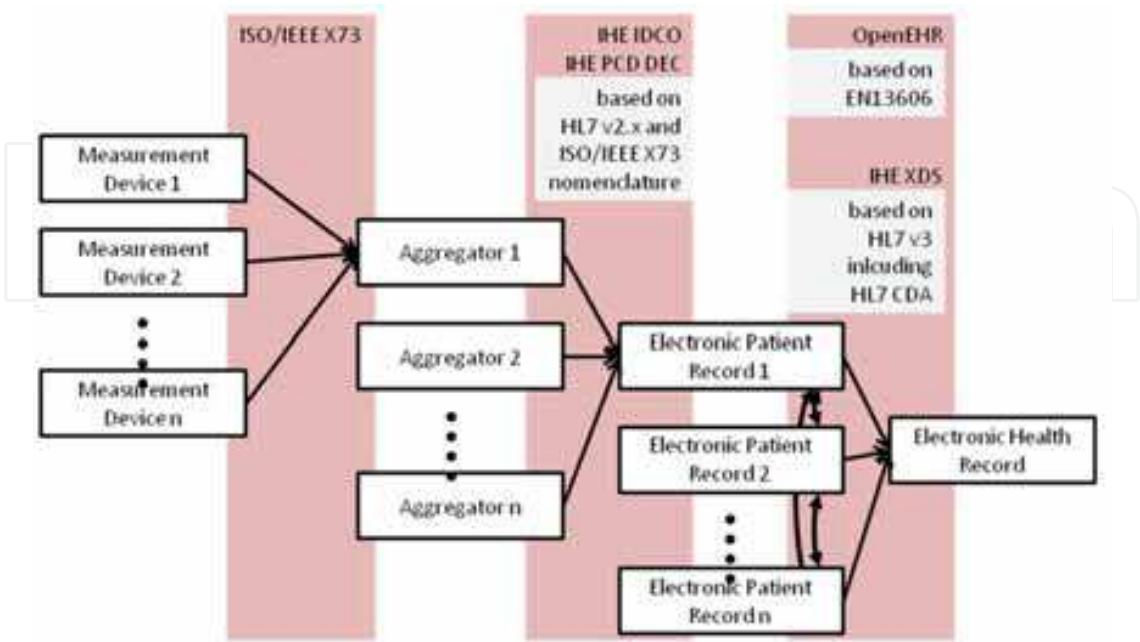 ISO/IEEE X73
IHE IDCO
IHE PCD DEC
based on
HL7 v2.x and
ISO/IEEE X73
nomenclature
OpenEHR
based on
EN13606
IHE XDS
based on
HL7 v3
inlcuding
HL7 CDA
Measurement
Device 1
Measurement
Device 2
Measurement
Device n
Aggregator 1
Aggregator 2
Aggregator n
Electronic Patient
Record 1
Electronic Patient
Record 2
Electronic Patient
Record n
Electronic Health
Record